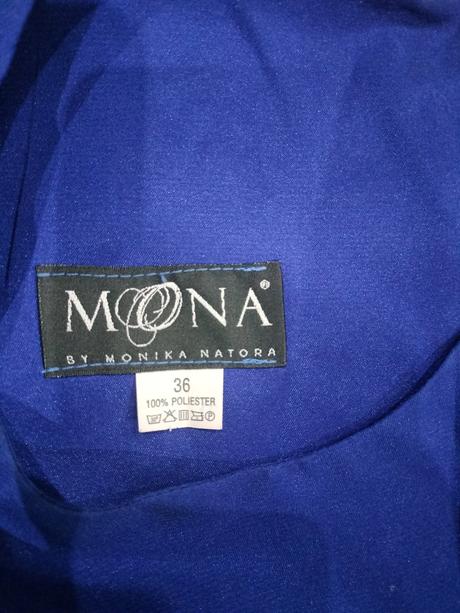 MOONA®
BY MONIKA NATORA
36
100% POLIESTER